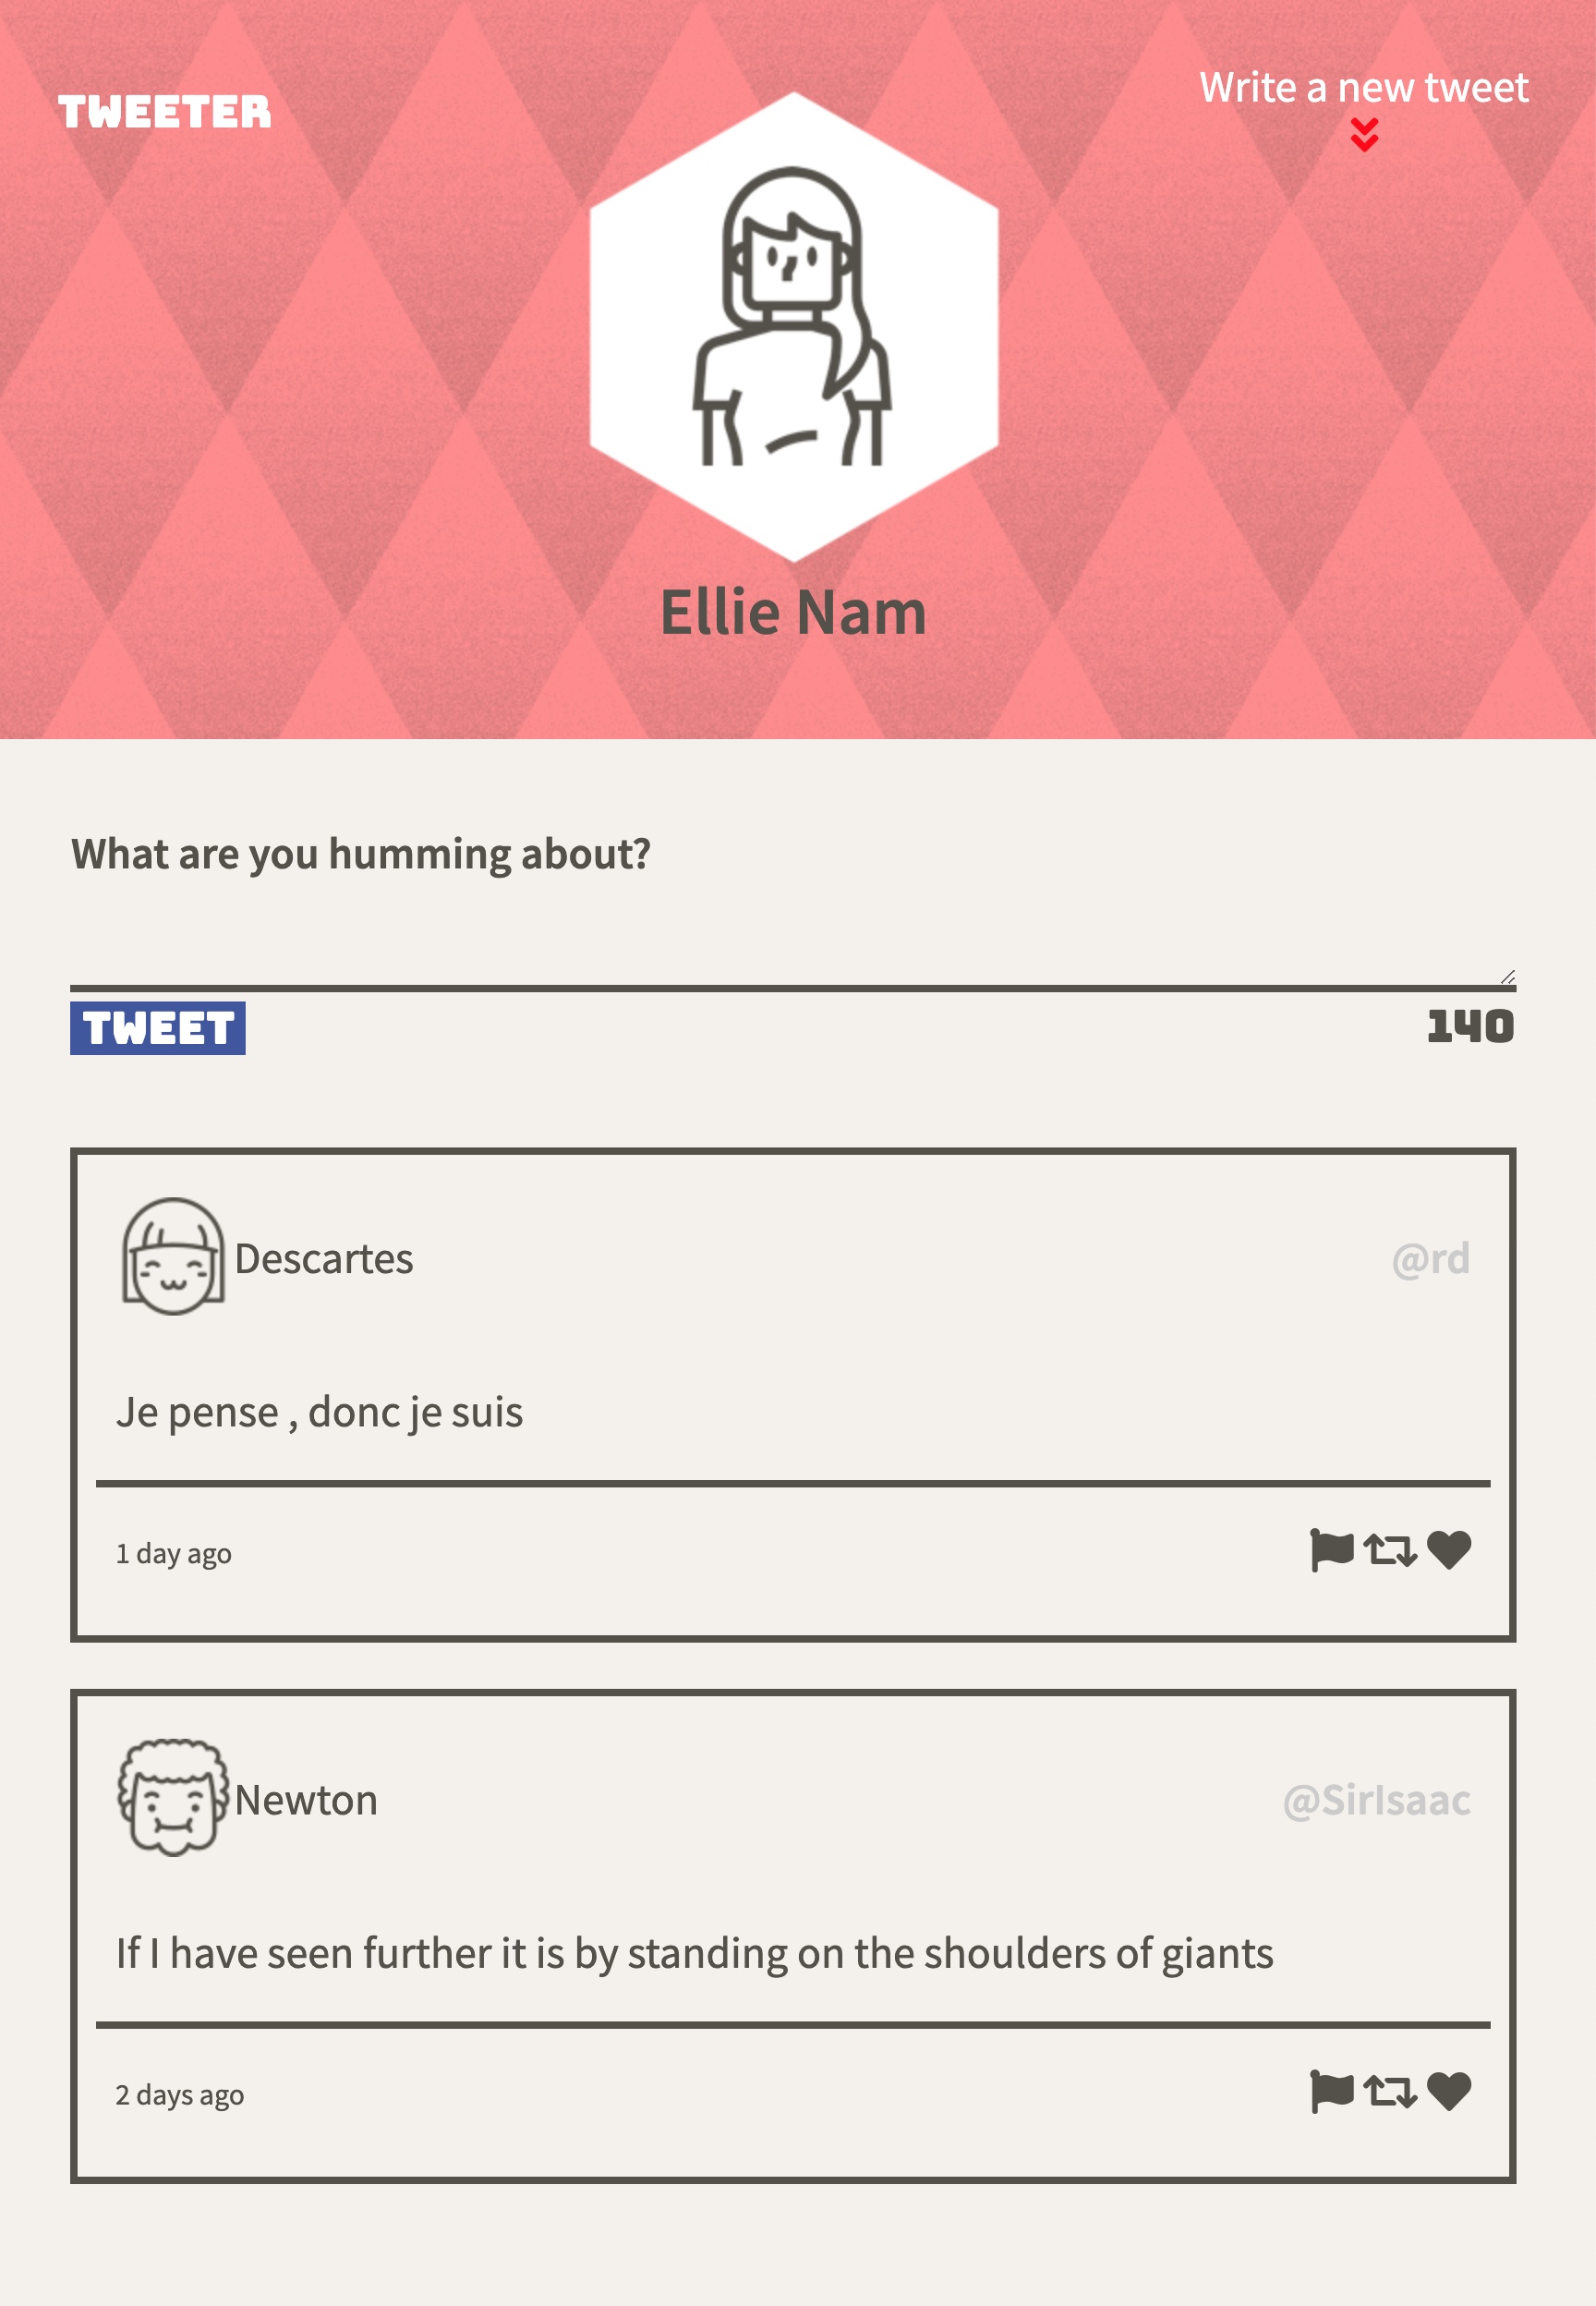 TWEETER
Write a new tweet
Ellie Nam
What are you humming about?
TWEET
140
Descartes
@rd
Je pense , donc je suis
1 day ago
Newton
@SirIsaac
If I have seen further it is by standing on the shoulders of giants
2 days ago